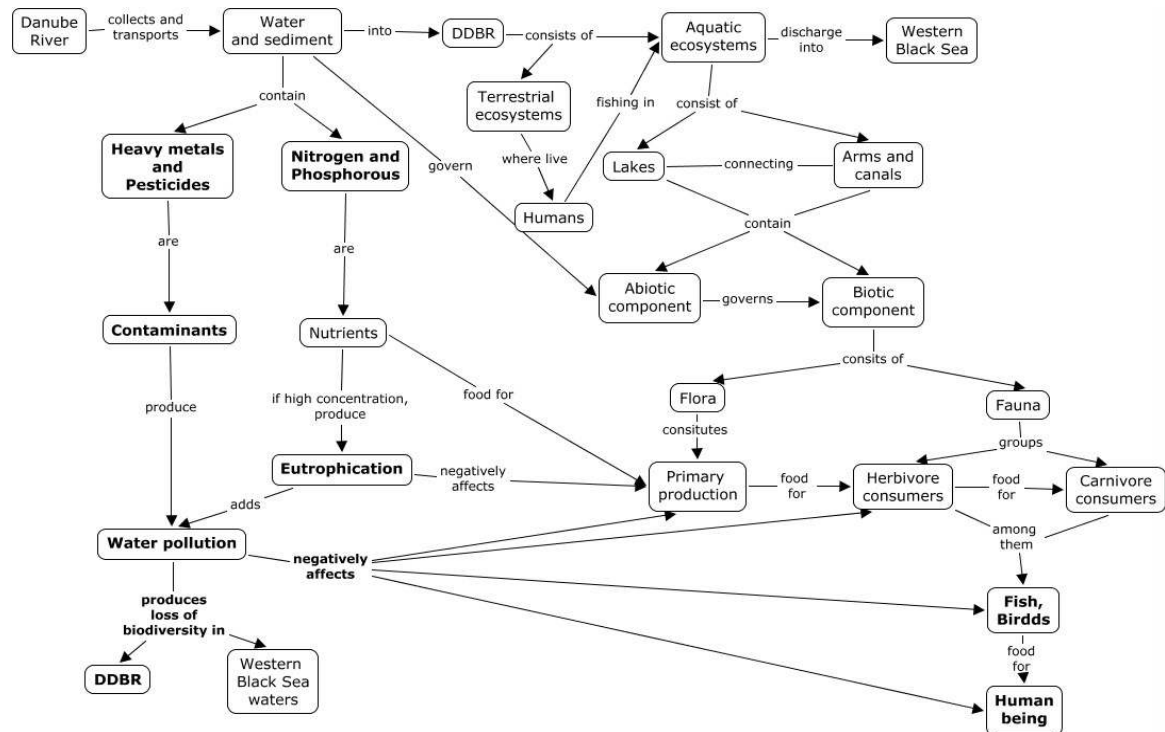 Danube
River
collects and
transports
Water
and sediment
into
DDBR
consists of
Aquatic
ecosystems
discharge
into
Western
Black Sea
contain
Terrestrial
ecosystems
fishing in
consist of
Heavy metals
and
Pesticides
Nitrogen and
Phosphorous
govern
where live
Lakes
connecting
Arms and
canals
Humans
contain
are
are
Abiotic
component
governs
Biotic
component
Contaminants
Nutrients
consits of
produce
if high concentration,
produce
food for
Flora
Fauna
consitutes
groups
Eutrophication
negatively
affects
Primary
production
food
for
Herbivore
consumers
food
for
Carnivore
consumers
adds
Water pollution
negatively
affects
among
them
produces
loss of
biodiversity in
Fish,
Birdds
DDBR
Western
Black Sea
waters
food
for
Human
being